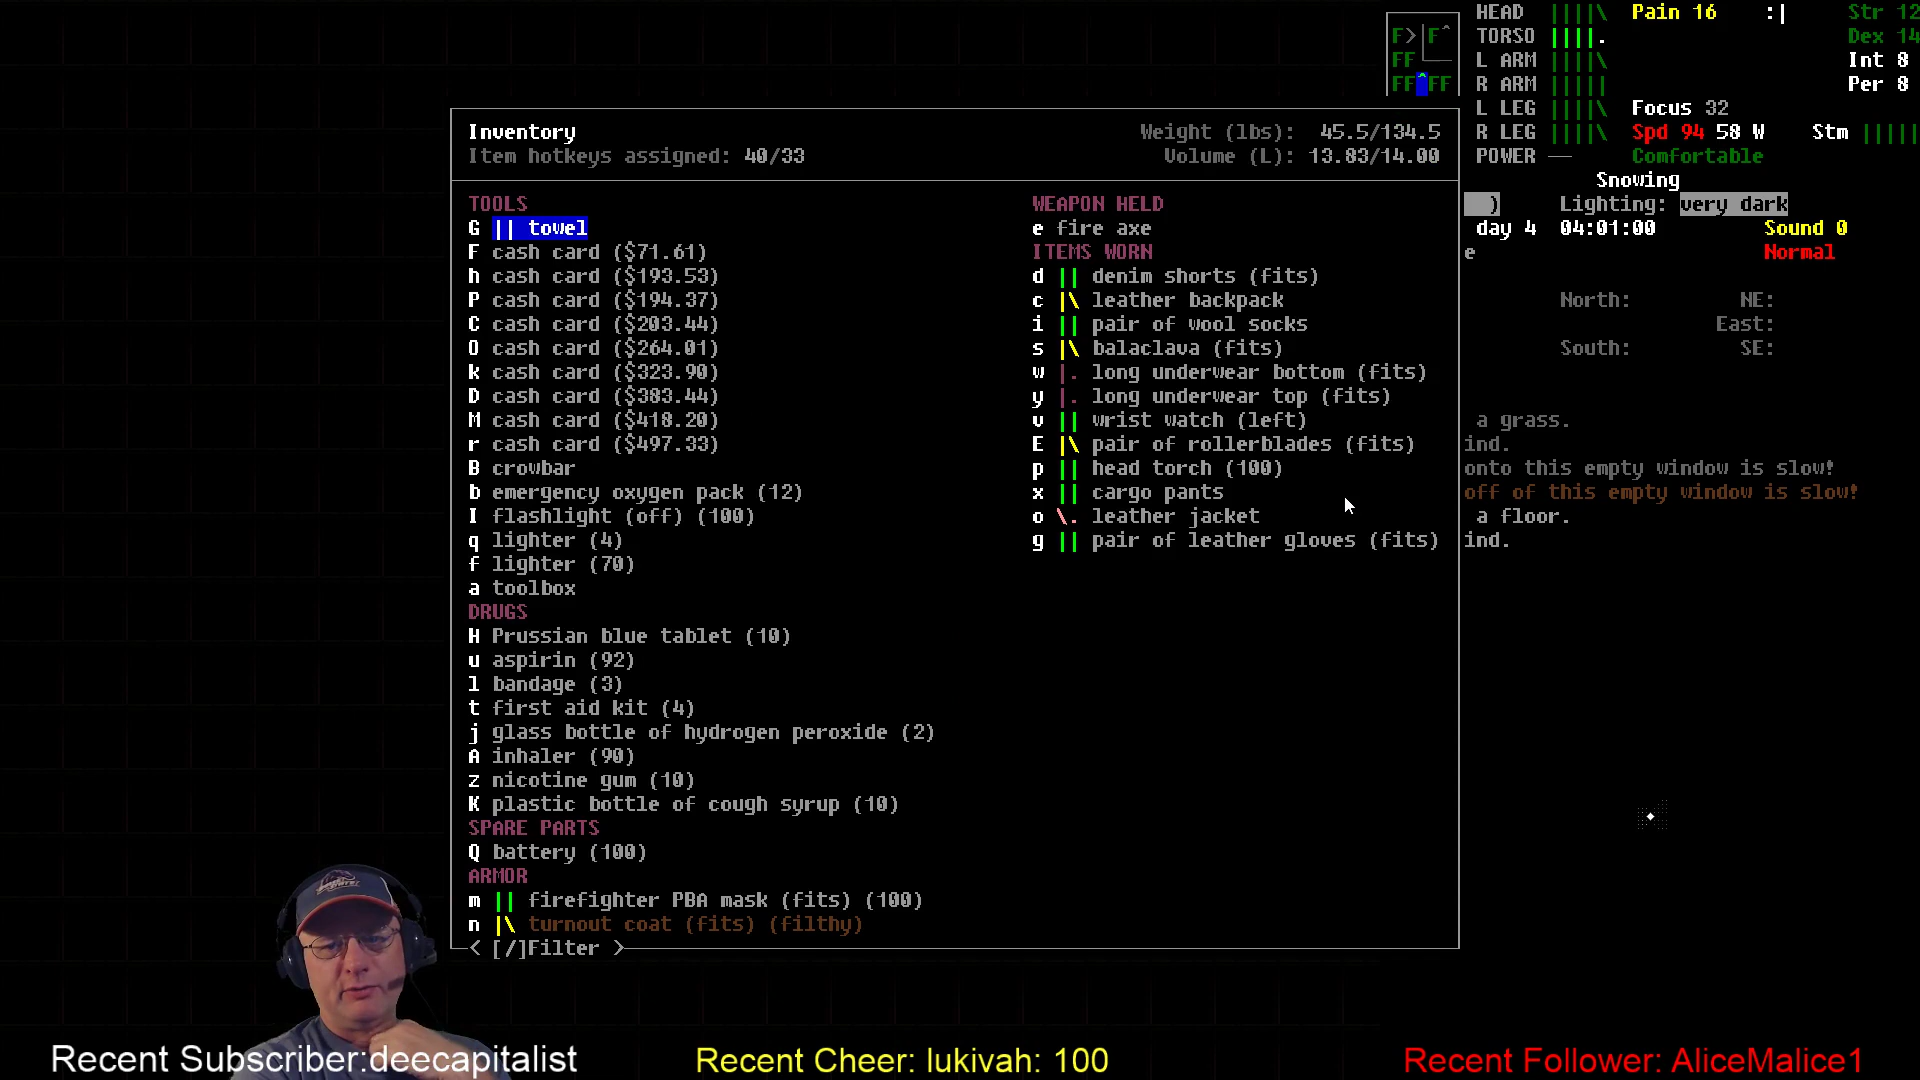 F>|F^
FF
FF^FF
HEAD ||||\ Pain 16 :| Str 12
TORSO ||||. Dex 14
L ARM ||||\ Int 8
R ARM ||||| Per 8
L LEG ||||\ Focus 32
R LEG ||||\ Spd 94 58 W Stm |||||
POWER — Comfortable
Snowing
) Lighting: very dark
day 4 04:01:00 Sound 0
e Normal
North: NE:
East:
South: SE:
a grass.
ind.
onto this empty window is slow!
off of this empty window is slow!
a floor.
ind.
Inventory Weight (lbs): 45.5/134.5
Item hotkeys assigned: 40/33 Volume (L): 13.83/14.00
TOOLS
G || towel
F cash card ($71.61)
h cash card ($193.53)
P cash card ($194.37)
C cash card ($203.44)
O cash card ($264.01)
k cash card ($323.90)
D cash card ($383.44)
M cash card ($418.20)
r cash card ($497.33)
B crowbar
b emergency oxygen pack (12)
I flashlight (off) (100)
q lighter (4)
f lighter (70)
a toolbox
DRUGS
H Prussian blue tablet (10)
u aspirin (92)
l bandage (3)
t first aid kit (4)
j glass bottle of hydrogen peroxide (2)
A inhaler (90)
z nicotine gum (10)
K plastic bottle of cough syrup (10)
SPARE PARTS
Q battery (100)
ARMOR
m || firefighter PBA mask (fits) (100)
n |\ turnout coat (fits) (filthy)
WEAPON HELD
e fire axe
ITEMS WORN
d || denim shorts (fits)
c |\ leather backpack
i || pair of wool socks
s |\ balaclava (fits)
w |. long underwear bottom (fits)
y |. long underwear top (fits)
v || wrist watch (left)
E |\ pair of rollerblades (fits)
p || head torch (100)
x || cargo pants
o \. leather jacket
g || pair of leather gloves (fits)
< [/]Filter >
Recent Subscriber:deecapitalist
Recent Cheer: lukivah: 100
Recent Follower: AliceMalice1